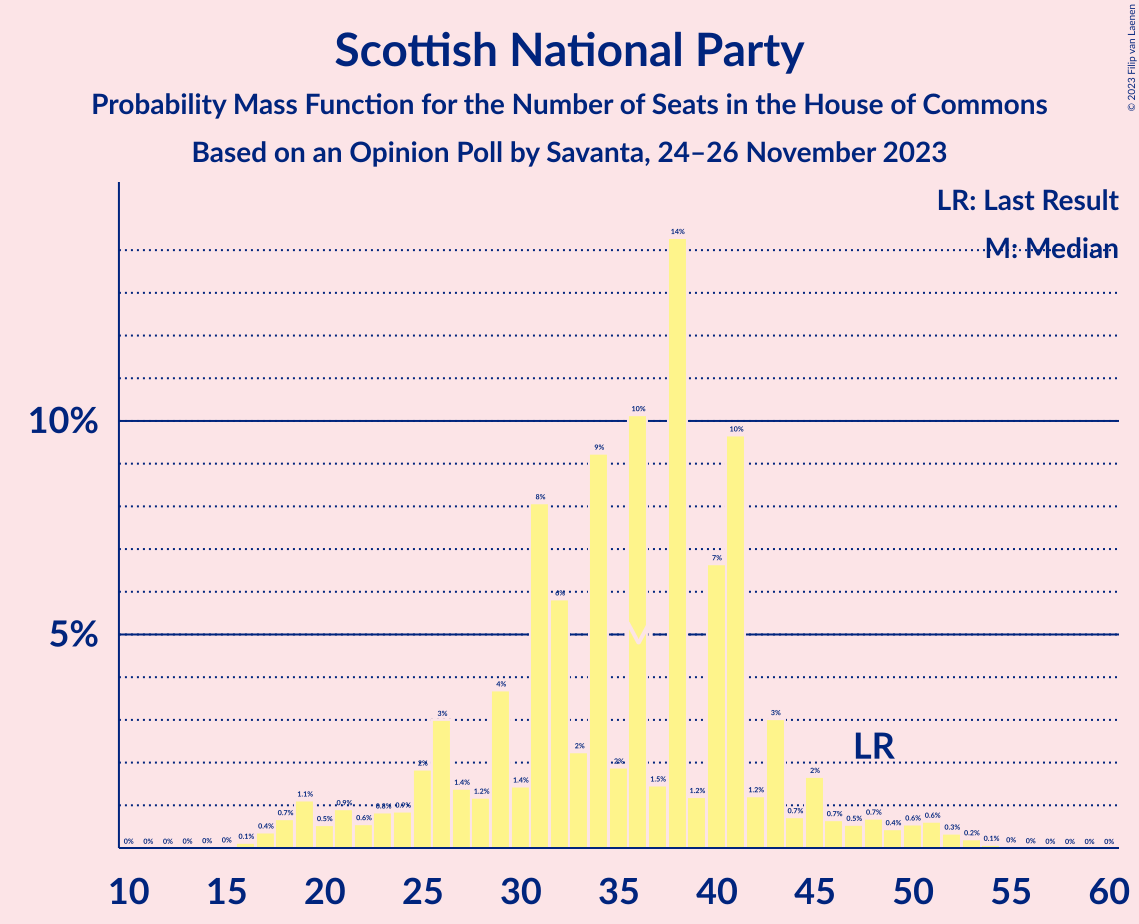 Scottish National Party
Probability Mass Function for the Number of Seats in the House of Commons
Based on an Opinion Poll by Savanta, 24–26 November 2023
© 2023 Filip van Laenen
LR: Last Result
M: Median
10%
5%
0% 0% 0% 0% 0% 0% 0.1% 0.4% 0.7% 1.1% 0.5% 0.9% 0.6% 0.8% 0.9% 2% 3% 1.4% 1.2% 4% 1.4% 8% 6% 2% 9% 2% 10% 1.5% 14% 1.2% 7% 10% 1.2% 3% 0.7% 2% 0.7% 0.5% 0.7% 0.4% 0.6% 0.6% 0.3% 0.2% 0.1% 0% 0% 0% 0% 0% 0%
M
LR
10 15 20 25 30 35 40 45 50 55 60